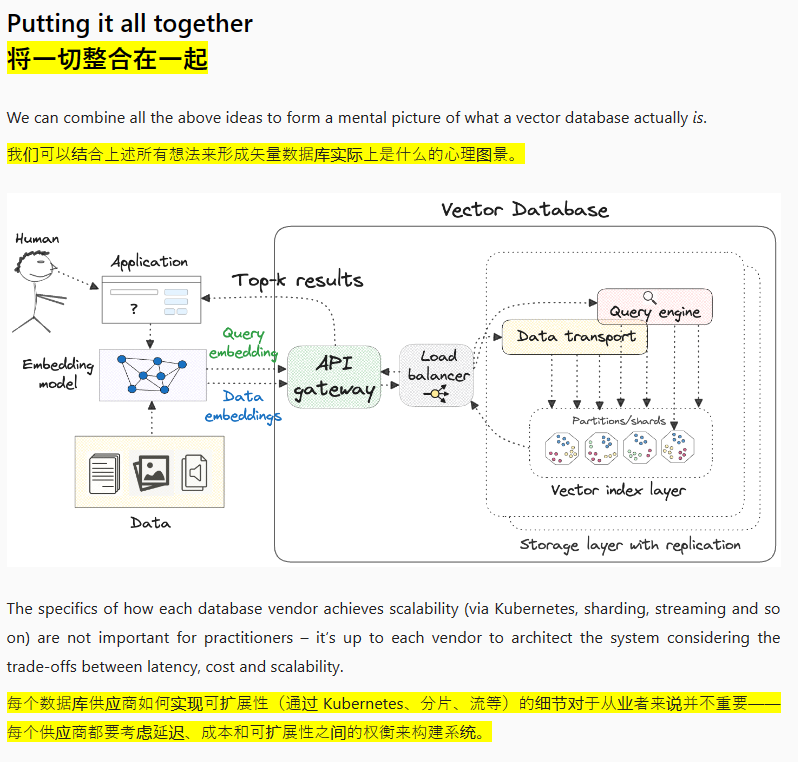 Putting it all together
将一切整合在一起
We can combine all the above ideas to form a mental picture of what a vector database actually is.
我们可以结合上述所有想法来形成矢量数据库实际上是什么的心理图景。
Vector Database
Human
Application
?
Top-k results
Query
embedding
Embedding
model
Data
embeddings
Data
API
gateway
Load
balancer
Query engine
Data transport
Partitions/shards
Vector index layer
Storage layer with replication
The specifics of how each database vendor achieves scalability (via Kubernetes, sharding, streaming and so
on) are not important for practitioners – it’s up to each vendor to architect the system considering the
trade-offs between latency, cost and scalability.
每个数据库供应商如何实现可扩展性（通过 Kubernetes、分片、流等）的细节对于从业者来说并不重要——
每个供应商都要考虑延迟、成本和可扩展性之间的权衡来构建系统。